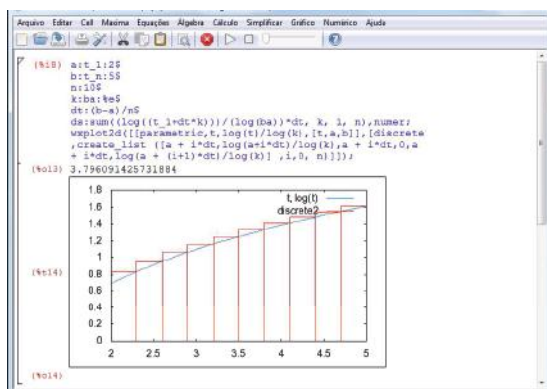 Arquivo Editar Cell Maxima Equações Álgebra Cálculo Simplificar Gráfico Numérico Ajuda
(%i8) a:t_1:2$
b:t_n:5$
n:10$
k:ba:%e$
dt:(b-a)/n$
ds:sum((log((t_1+dt*k)))/(log(ba))*dt, k, 1, n),numer;
wxplot2d([[parametric,t,log(t)/log(k),[t,a,b]],[discrete
,create_list ([a + i*dt,log(a+i*dt)/log(k),a + i*dt,0,a
+ i*dt,log(a + (i+1)*dt)/log(k)] ,i,0, n)]]);
(%o13) 3.796091425731884
(%t14)
1.8
1.6
1.4
1.2
1
0.8
0.6
0.4
0.2
0
t, log(t)
discrete2
2 2.5 3 3.5 4 4.5 5
(%o14)